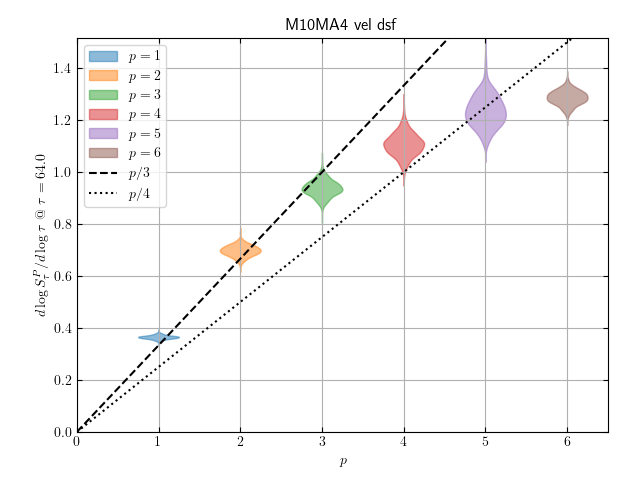 M10MA4 vel dsf
d log S_τ^P / d log τ @ τ = 64.0
1.4
1.2
1.0
0.8
0.6
0.4
0.2
0.0
p = 1
p = 2
p = 3
p = 4
p = 5
p = 6
p/3
p/4
0 1 2 3 4 5 6
p